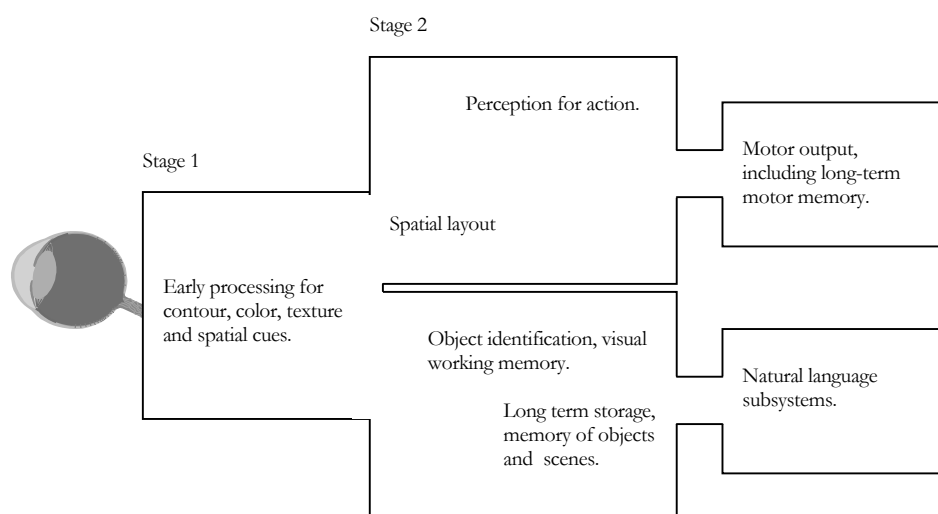 Stage 2
Perception for action.
Stage 1
Motor output,
including long-term
motor memory.
Spatial layout
Early processing for
contour, color, texture
and spatial cues.
Object identification, visual
working memory.
Natural language
subsystems.
Long term storage,
memory of objects
and scenes.